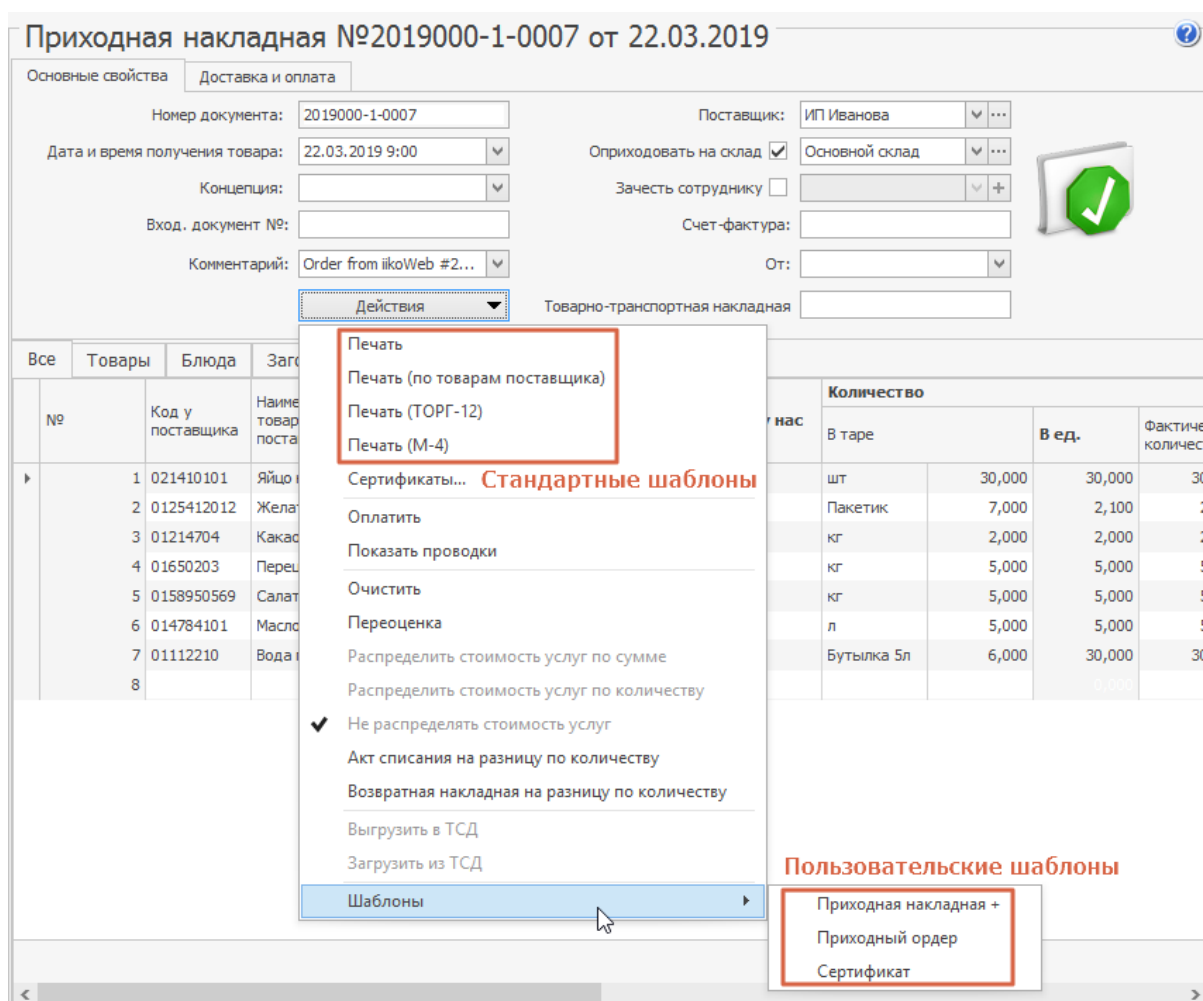 Приходная накладная №2019000-1-0007 от 22.03.2019
Основные свойства Доставка и оплата
Номер документа: 2019000-1-0007 Поставщик: ИП Иванова
Дата и время получения товара: 22.03.2019 9:00 Оприходовать на склад Основной склад
Концепция: Зачесть сотруднику
Вход. документ №: Счет-фактура:
Комментарий: Order from iikoWeb #2... От:
Действия Товарно-транспортная накладная
Печать
Печать (по товарам поставщика)
Печать (ТОРГ-12)
Печать (М-4)
Сертификаты... Стандартные шаблоны
Оплатить
Показать проводки
Очистить
Переоценка
Распределить стоимость услуг по сумме
Распределить стоимость услуг по количеству
Не распределять стоимость услуг
Акт списания на разницу по количеству
Возвратная накладная на разницу по количеству
Выгрузить в ТСД
Загрузить из ТСД
Шаблоны
Пользовательские шаблоны
Приходная накладная +
Приходный ордер
Сертификат
Все Товары Блюда
Количество
№ Код у поставщика нас В таре В ед.
1 021410101 Яйцо шт 30,000 30,000
2 0125412012 Пакетик 7,000 2,100
3 01214704 кг 2,000 2,000
4 01650203 кг 5,000 5,000
5 0158950569 Салат кг 5,000 5,000
6 014784101 Масло л 5,000 5,000
7 01112210 Вода Бутылка 5л 6,000 30,000
8 0,000